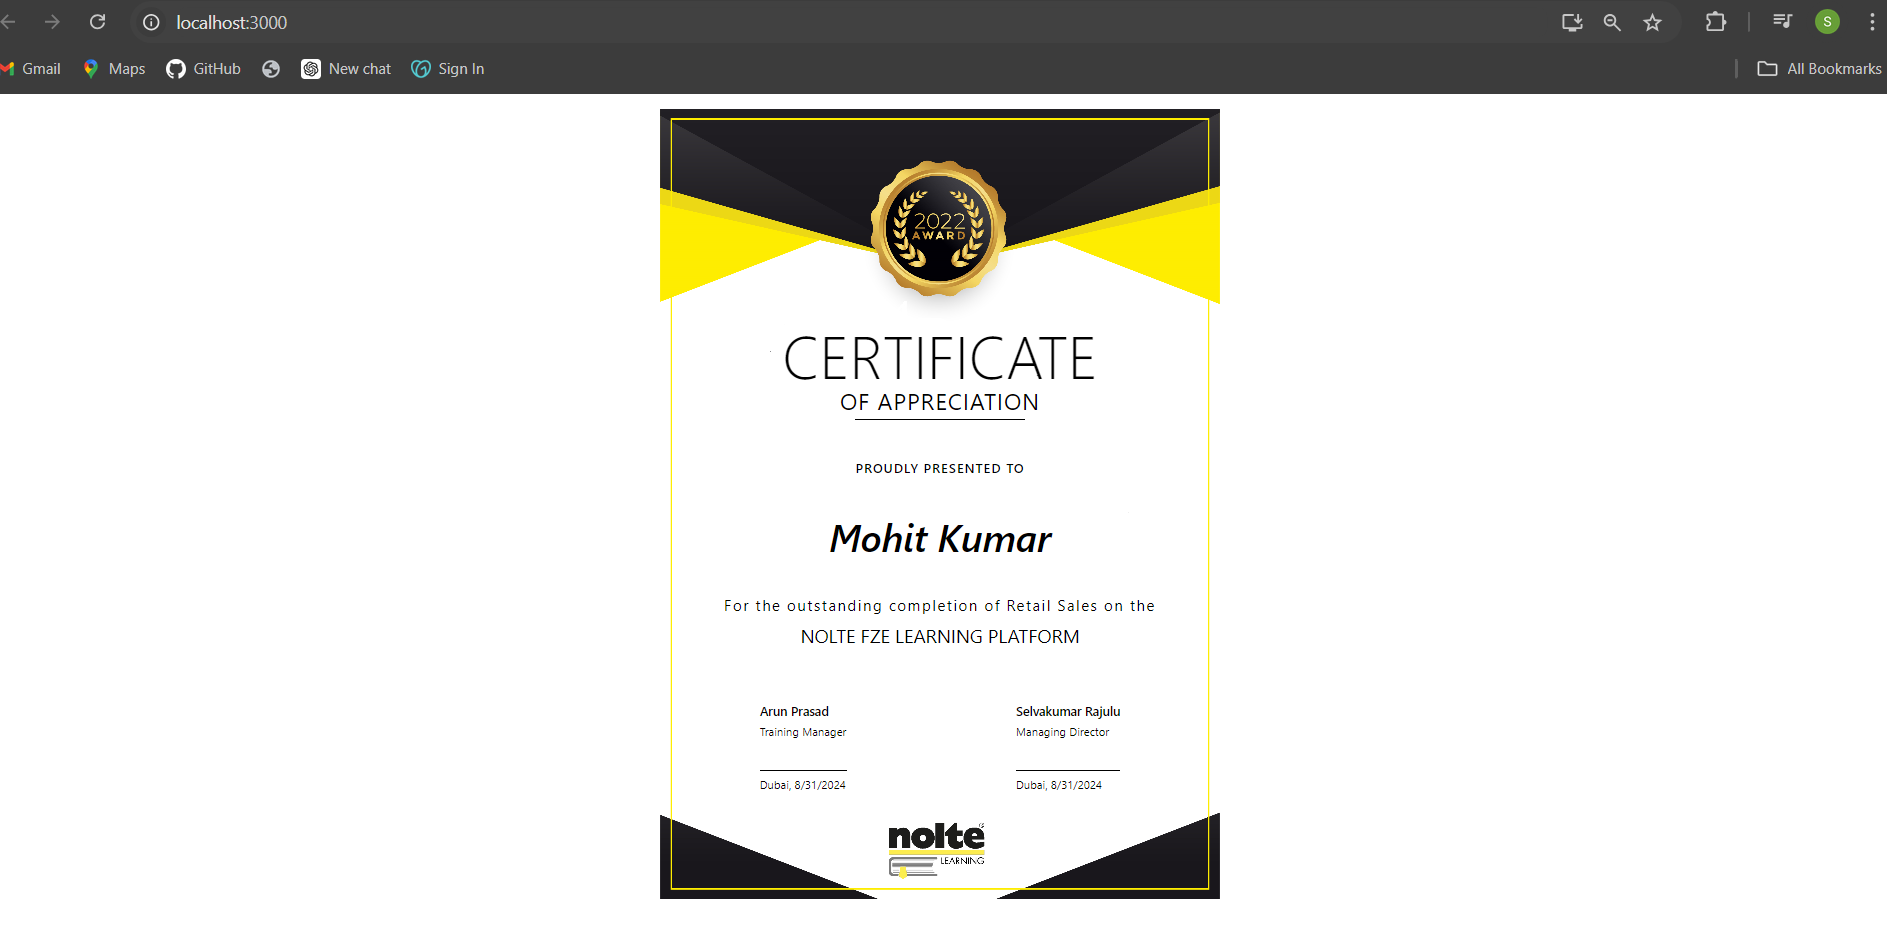 localhost:3000
S
Gmail
Maps
GitHub
New chat
Sign In
All Bookmarks
2022
AWARD
CERTIFICATE
OF APPRECIATION
PROUDLY PRESENTED TO
Mohit Kumar
For the outstanding completion of Retail Sales on the
NOLTE FZE LEARNING PLATFORM
Arun Prasad
Training Manager
Dubai, 8/31/2024
Selvakumar Rajulu
Managing Director
Dubai, 8/31/2024
nolte®
LEARNING